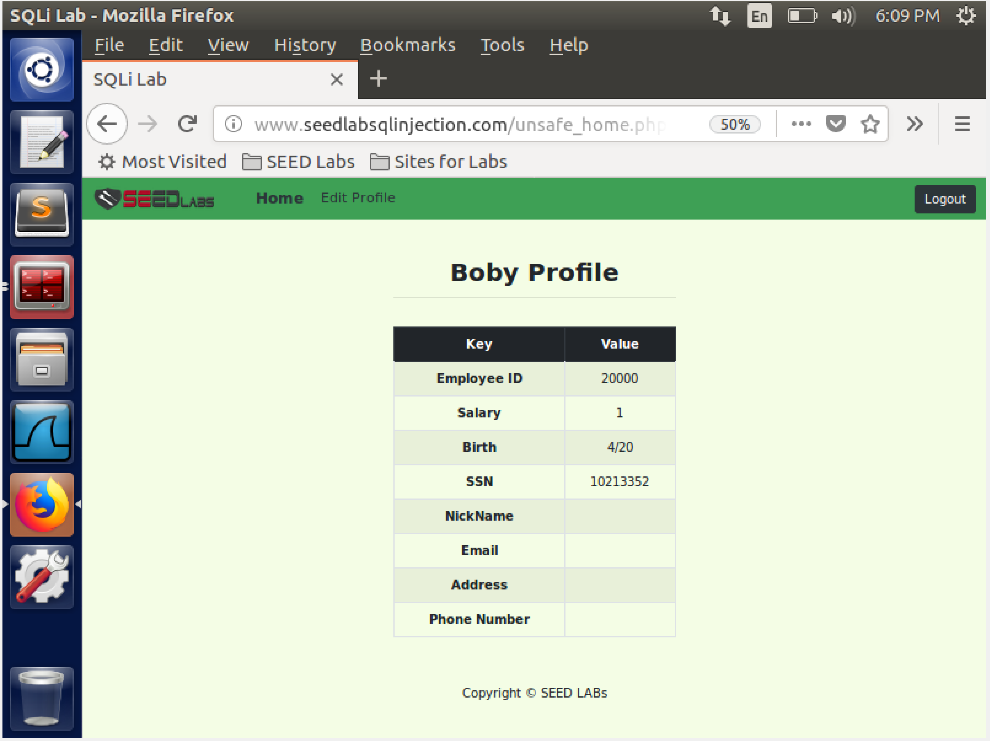 SQLi Lab - Mozilla Firefox En 6:09 PM
File Edit View History Bookmarks Tools Help
SQLi Lab
www.seedlabsqlinjection.com/unsafe_home.php 50%
Most Visited SEED Labs Sites for Labs
SEEDLABS Home Edit Profile Logout
Boby Profile
Key Value
Employee ID 20000
Salary 1
Birth 4/20
SSN 10213352
NickName
Email
Address
Phone Number
Copyright © SEED LABs